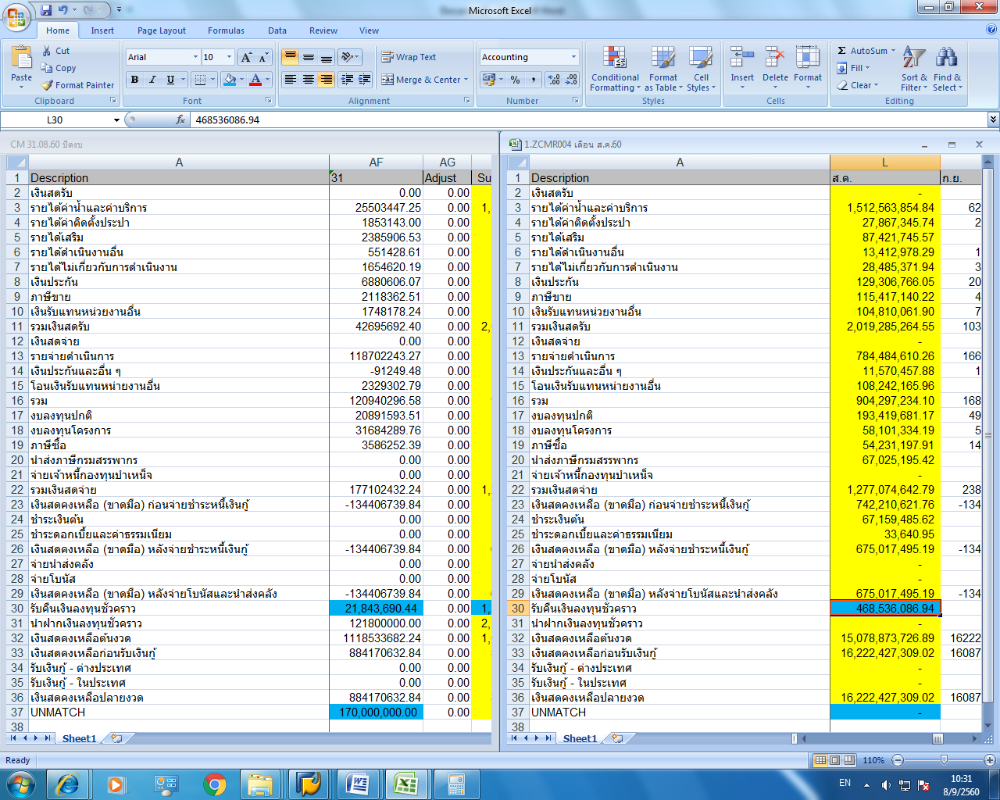 Microsoft Excel
Home Insert Page Layout Formulas Data Review View
Paste Cut Copy Format Painter Clipboard
Arial 10 B I U Font
Wrap Text Merge & Center Alignment
Accounting % , Number
Conditional Formatting Format as Table Cell Styles Styles
Insert Delete Format Cells
AutoSum Fill Clear Sort & Filter Find & Select Editing
L30 fx 468536086.94
CM 31.08.60 ปิดงบ
A AF AG
1 Description 31 Adjust Su
2 เงินสดรับ 0.00 0.00
3 รายได้ค่าน้ำและค่าบริการ 25503447.25 0.00 1,
4 รายได้ค่าติดตั้งประปา 1853143.00 0.00
5 รายได้เสริม 2385906.53 0.00
6 รายได้ดำเนินงานอื่น 551428.61 0.00
7 รายได้ไม่เกี่ยวกับการดำเนินงาน 1654620.19 0.00
8 เงินประกัน 6880606.07 0.00
9 ภาษีขาย 2118362.51 0.00
10 เงินรับแทนหน่วยงานอื่น 1748178.24 0.00
11 รวมเงินสดรับ 42695692.40 0.00 2,
12 เงินสดจ่าย 0.00 0.00
13 รายจ่ายดำเนินการ 118702243.27 0.00
14 เงินประกันและอื่น ๆ -91249.48 0.00
15 โอนเงินรับแทนหน่ายงานอื่น 2329302.79 0.00
16 รวม 120940296.58 0.00
17 งบลงทุนปกติ 20891593.51 0.00
18 งบลงทุนโครงการ 31684289.76 0.00
19 ภาษีซื้อ 3586252.39 0.00
20 นำส่งภาษีกรมสรรพากร 0.00 0.00
21 จ่ายเจ้าหนี้กองทุนบำเหน็จ 0.00 0.00
22 รวมเงินสดจ่าย 177102432.24 0.00 1,
23 เงินสดคงเหลือ (ขาดมือ) ก่อนจ่ายชำระหนี้เงินกู้ -134406739.84 0.00
24 ชำระเงินต้น 0.00 0.00
25 ชำระดอกเบี้ยและค่าธรรมเนียม 0.00 0.00
26 เงินสดคงเหลือ (ขาดมือ) หลังจ่ายชำระหนี้เงินกู้ -134406739.84 0.00
27 จ่ายนำส่งคลัง 0.00 0.00
28 จ่ายโบนัส 0.00 0.00
29 เงินสดคงเหลือ (ขาดมือ) หลังจ่ายโบนัสและนำส่งคลัง -134406739.84 0.00
30 รับคืนเงินลงทุนชั่วคราว 21,843,690.44 0.00 1,
31 นำฝากเงินลงทุนชั่วคราว 121800000.00 0.00 2,
32 เงินสดคงเหลือต้นงวด 1118533682.24 0.00 1,
33 เงินสดคงเหลือก่อนรับเงินกู้ 884170632.84 0.00
34 รับเงินกู้ - ต่างประเทศ 0.00 0.00
35 รับเงินกู้ - ในประเทศ 0.00 0.00
36 เงินสดคงเหลือปลายงวด 884170632.84 0.00
37 UNMATCH 170,000,000.00 0.00
38
Sheet1
1.ZCMR004 เดือน ส.ค.60
A L
1 Description ส.ค. ก.ย.
2 เงินสดรับ -
3 รายได้ค่าน้ำและค่าบริการ 1,512,563,854.84 62
4 รายได้ค่าติดตั้งประปา 27,867,345.74 2
5 รายได้เสริม 87,421,745.57
6 รายได้ดำเนินงานอื่น 13,412,978.29 1
7 รายได้ไม่เกี่ยวกับการดำเนินงาน 28,485,371.94 3
8 เงินประกัน 129,306,766.05 20
9 ภาษีขาย 115,417,140.22 4
10 เงินรับแทนหน่วยงานอื่น 104,810,061.90 7
11 รวมเงินสดรับ 2,019,285,264.55 103
12 เงินสดจ่าย -
13 รายจ่ายดำเนินการ 784,484,610.26 166
14 เงินประกันและอื่น ๆ 11,570,457.88 1
15 โอนเงินรับแทนหน่ายงานอื่น 108,242,165.96
16 รวม 904,297,234.10 168
17 งบลงทุนปกติ 193,419,681.17 49
18 งบลงทุนโครงการ 58,101,334.19 5
19 ภาษีซื้อ 54,231,197.91 14
20 นำส่งภาษีกรมสรรพากร 67,025,195.42
21 จ่ายเจ้าหนี้กองทุนบำเหน็จ -
22 รวมเงินสดจ่าย 1,277,074,642.79 238
23 เงินสดคงเหลือ (ขาดมือ) ก่อนจ่ายชำระหนี้เงินกู้ 742,210,621.76 -134
24 ชำระเงินต้น 67,159,485.62
25 ชำระดอกเบี้ยและค่าธรรมเนียม 33,640.95
26 เงินสดคงเหลือ (ขาดมือ) หลังจ่ายชำระหนี้เงินกู้ 675,017,495.19 -134
27 จ่ายนำส่งคลัง -
28 จ่ายโบนัส -
29 เงินสดคงเหลือ (ขาดมือ) หลังจ่ายโบนัสและนำส่งคลัง 675,017,495.19 -134
30 รับคืนเงินลงทุนชั่วคราว 468,536,086.94
31 นำฝากเงินลงทุนชั่วคราว -
32 เงินสดคงเหลือต้นงวด 15,078,873,726.89 16222
33 เงินสดคงเหลือก่อนรับเงินกู้ 16,222,427,309.02 16087
34 รับเงินกู้ - ต่างประเทศ -
35 รับเงินกู้ - ในประเทศ -
36 เงินสดคงเหลือปลายงวด 16,222,427,309.02 16087
37 UNMATCH -
38
Sheet1
Ready 110%
EN 10:31
8/9/2560